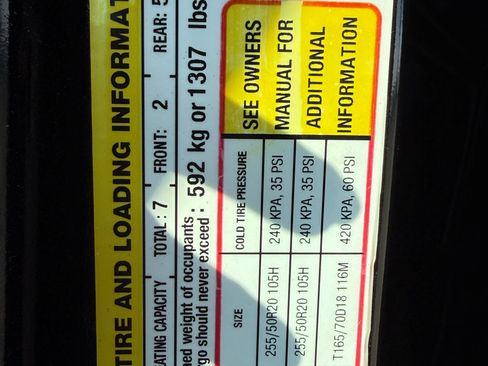 TIRE AND LOADING INFORMAT
ATING CAPACITY TOTAL: 7 FRONT: 2 REAR: 5
ned weight of occupants
rgo should never exceed: 592 kg or 1307 lbs
SIZE COLD TIRE PRESSURE SEE OWNERS
255/50R20 105H 240 KPA, 35 PSI MANUAL FOR
255/50R20 105H 240 KPA, 35 PSI ADDITIONAL
T165/70D18 116M 420 KPA, 60 PSI INFORMATION